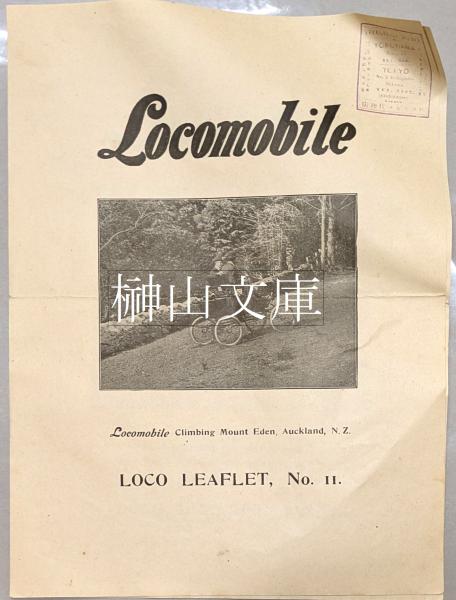 YOKOHAMA
TOKYO
Locomobile
榊山文庫
Locomobile Climbing Mount Eden, Auckland, N. Z.
LOCO LEAFLET, No. 11.